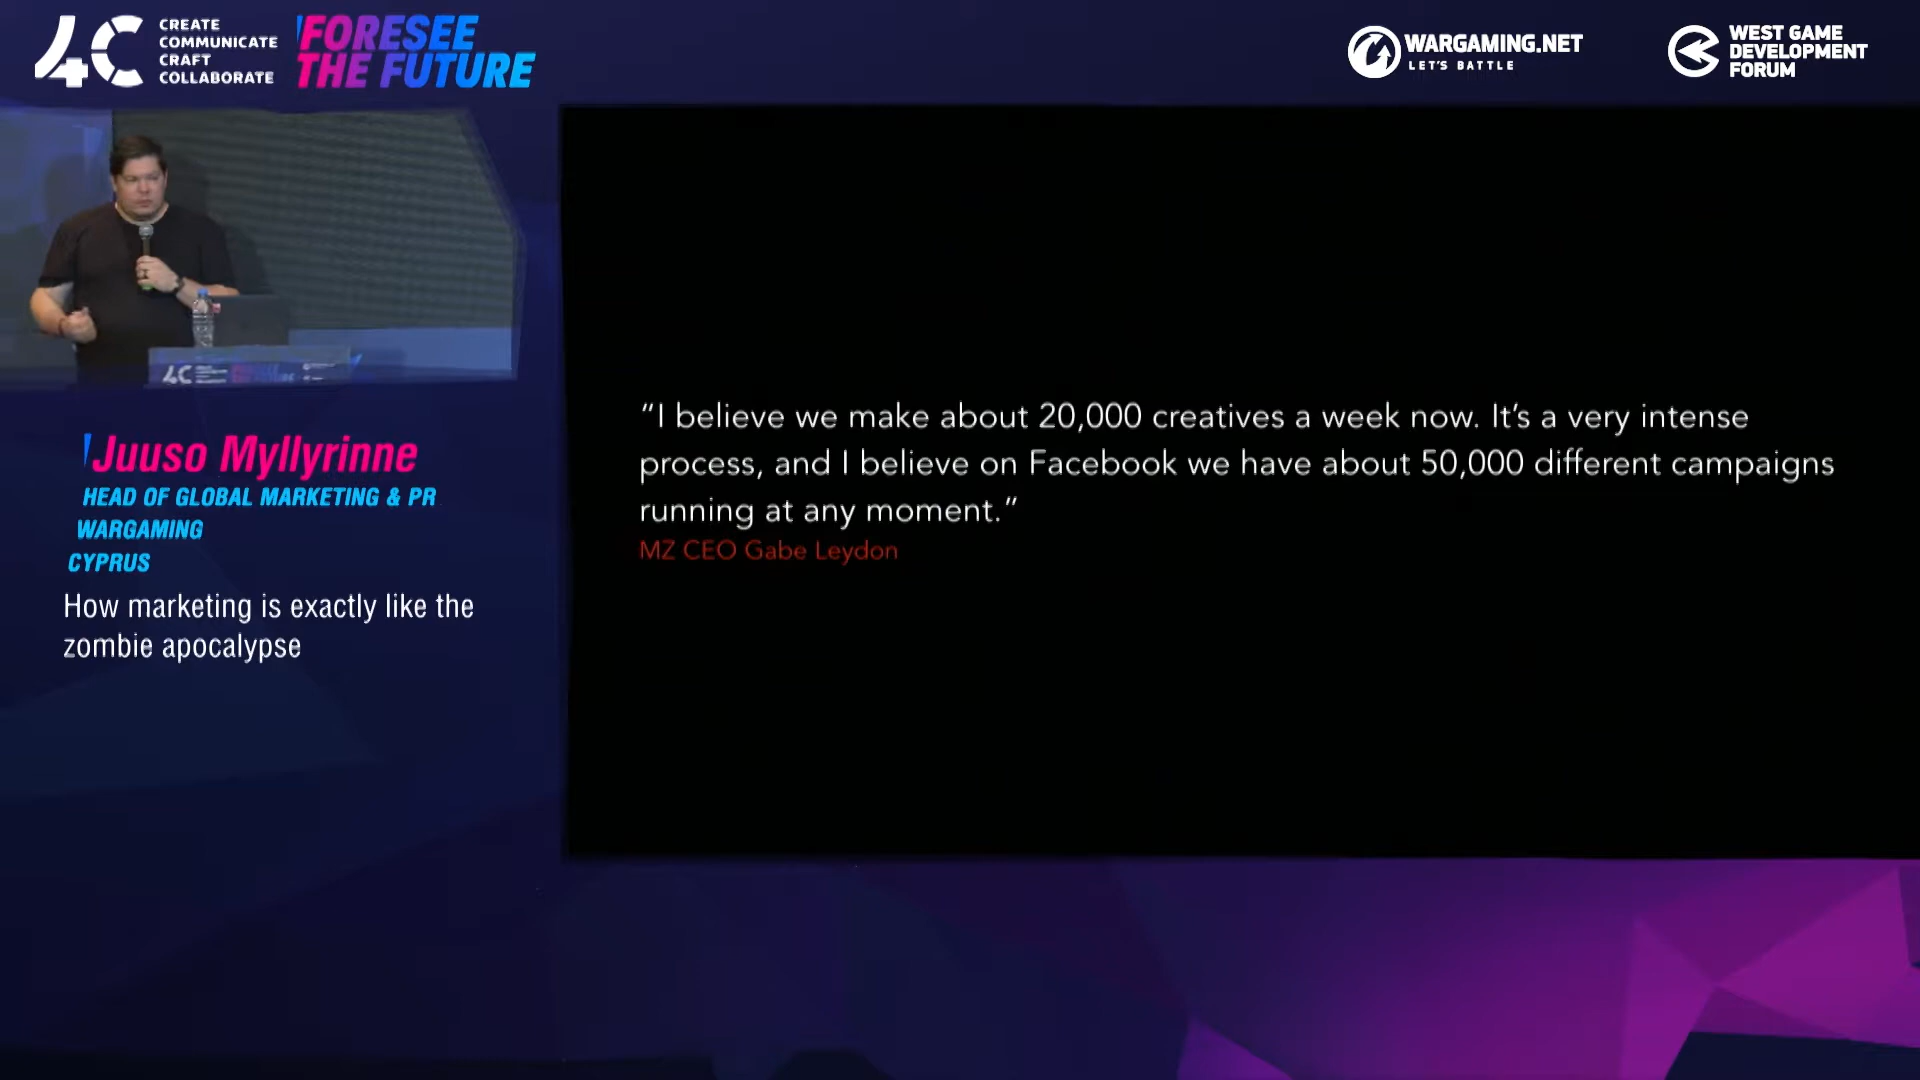 4C
CREATE
COMMUNICATE
CRAFT
COLLABORATE
FORESEE
THE FUTURE
WARGAMING.NET
LET'S BATTLE
WEST GAME
DEVELOPMENT
FORUM
4C
Juuso Myllyrinne
HEAD OF GLOBAL MARKETING & PR
WARGAMING
CYPRUS
How marketing is exactly like the
zombie apocalypse
“I believe we make about 20,000 creatives a week now. It’s a very intense
process, and I believe on Facebook we have about 50,000 different campaigns
running at any moment.”
MZ CEO Gabe Leydon